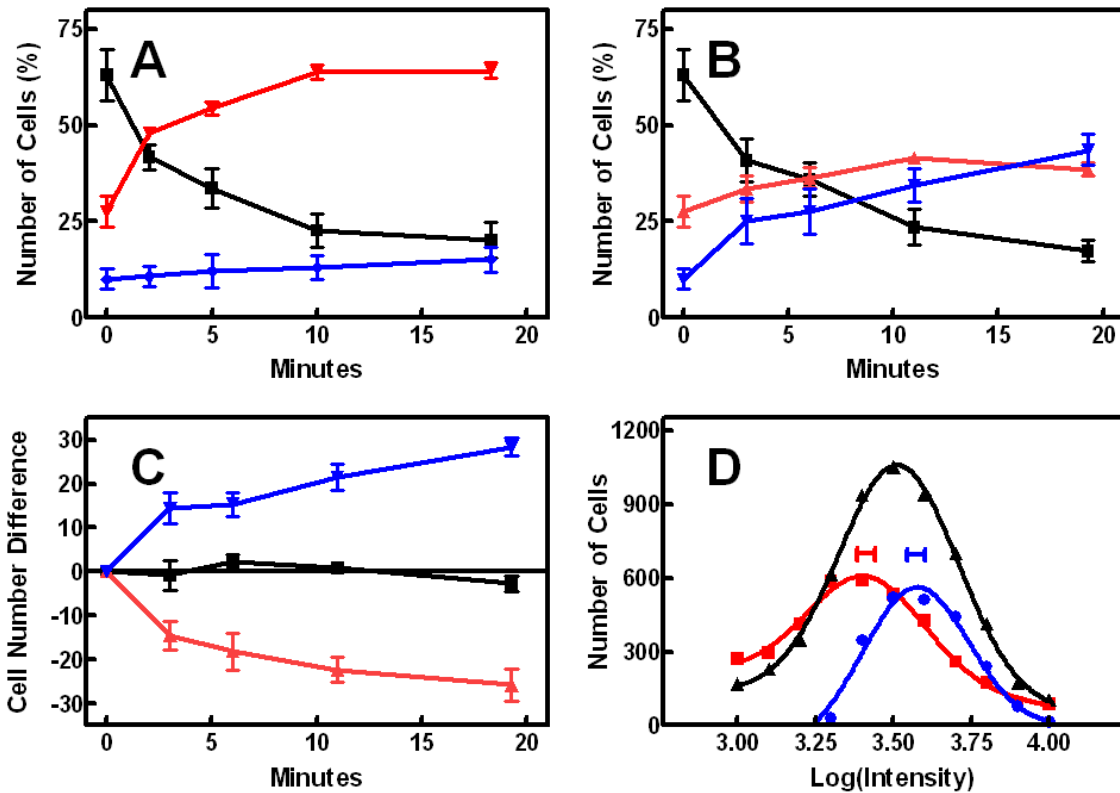 A
Number of Cells (%)
75
50
25
0
0 5 10 15 20
Minutes
B
Number of Cells (%)
75
50
25
0
0 5 10 15 20
Minutes
C
Cell Number Difference
30
20
10
0
-10
-20
-30
0 5 10 15 20
Minutes
D
Number of Cells
1200
900
600
300
0
3.00 3.25 3.50 3.75 4.00
Log(Intensity)